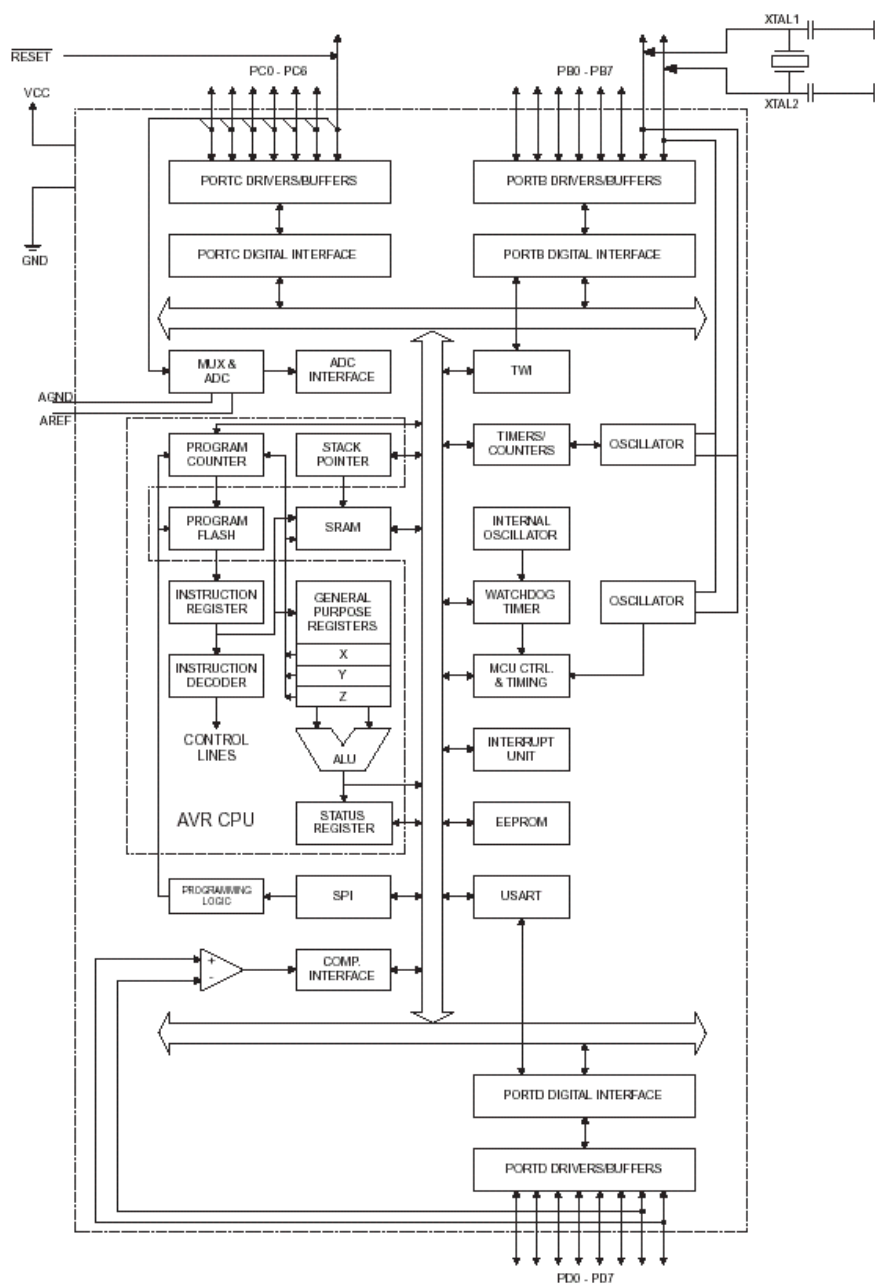 XTAL1
RESET
PC0 - PC6
PB0 - PB7
VCC
XTAL2
PORTC DRIVERS/BUFFERS
PORTB DRIVERS/BUFFERS
GND
PORTC DIGITAL INTERFACE
PORTB DIGITAL INTERFACE
MUX &
ADC
ADC
INTERFACE
TWI
AGND
AREF
PROGRAM
COUNTER
STACK
POINTER
TIMERS/
COUNTERS
OSCILLATOR
PROGRAM
FLASH
SRAM
INTERNAL
OSCILLATOR
INSTRUCTION
REGISTER
GENERAL
PURPOSE
REGISTERS
WATCHDOG
TIMER
OSCILLATOR
X
Y
Z
INSTRUCTION
DECODER
MCU CTRL.
& TIMING
CONTROL
LINES
ALU
INTERRUPT
UNIT
AVR CPU
STATUS
REGISTER
EEPROM
PROGRAMMING
LOGIC
SPI
USART
+
-
COMP.
INTERFACE
PORTD DIGITAL INTERFACE
PORTD DRIVERS/BUFFERS
PD0 - PD7